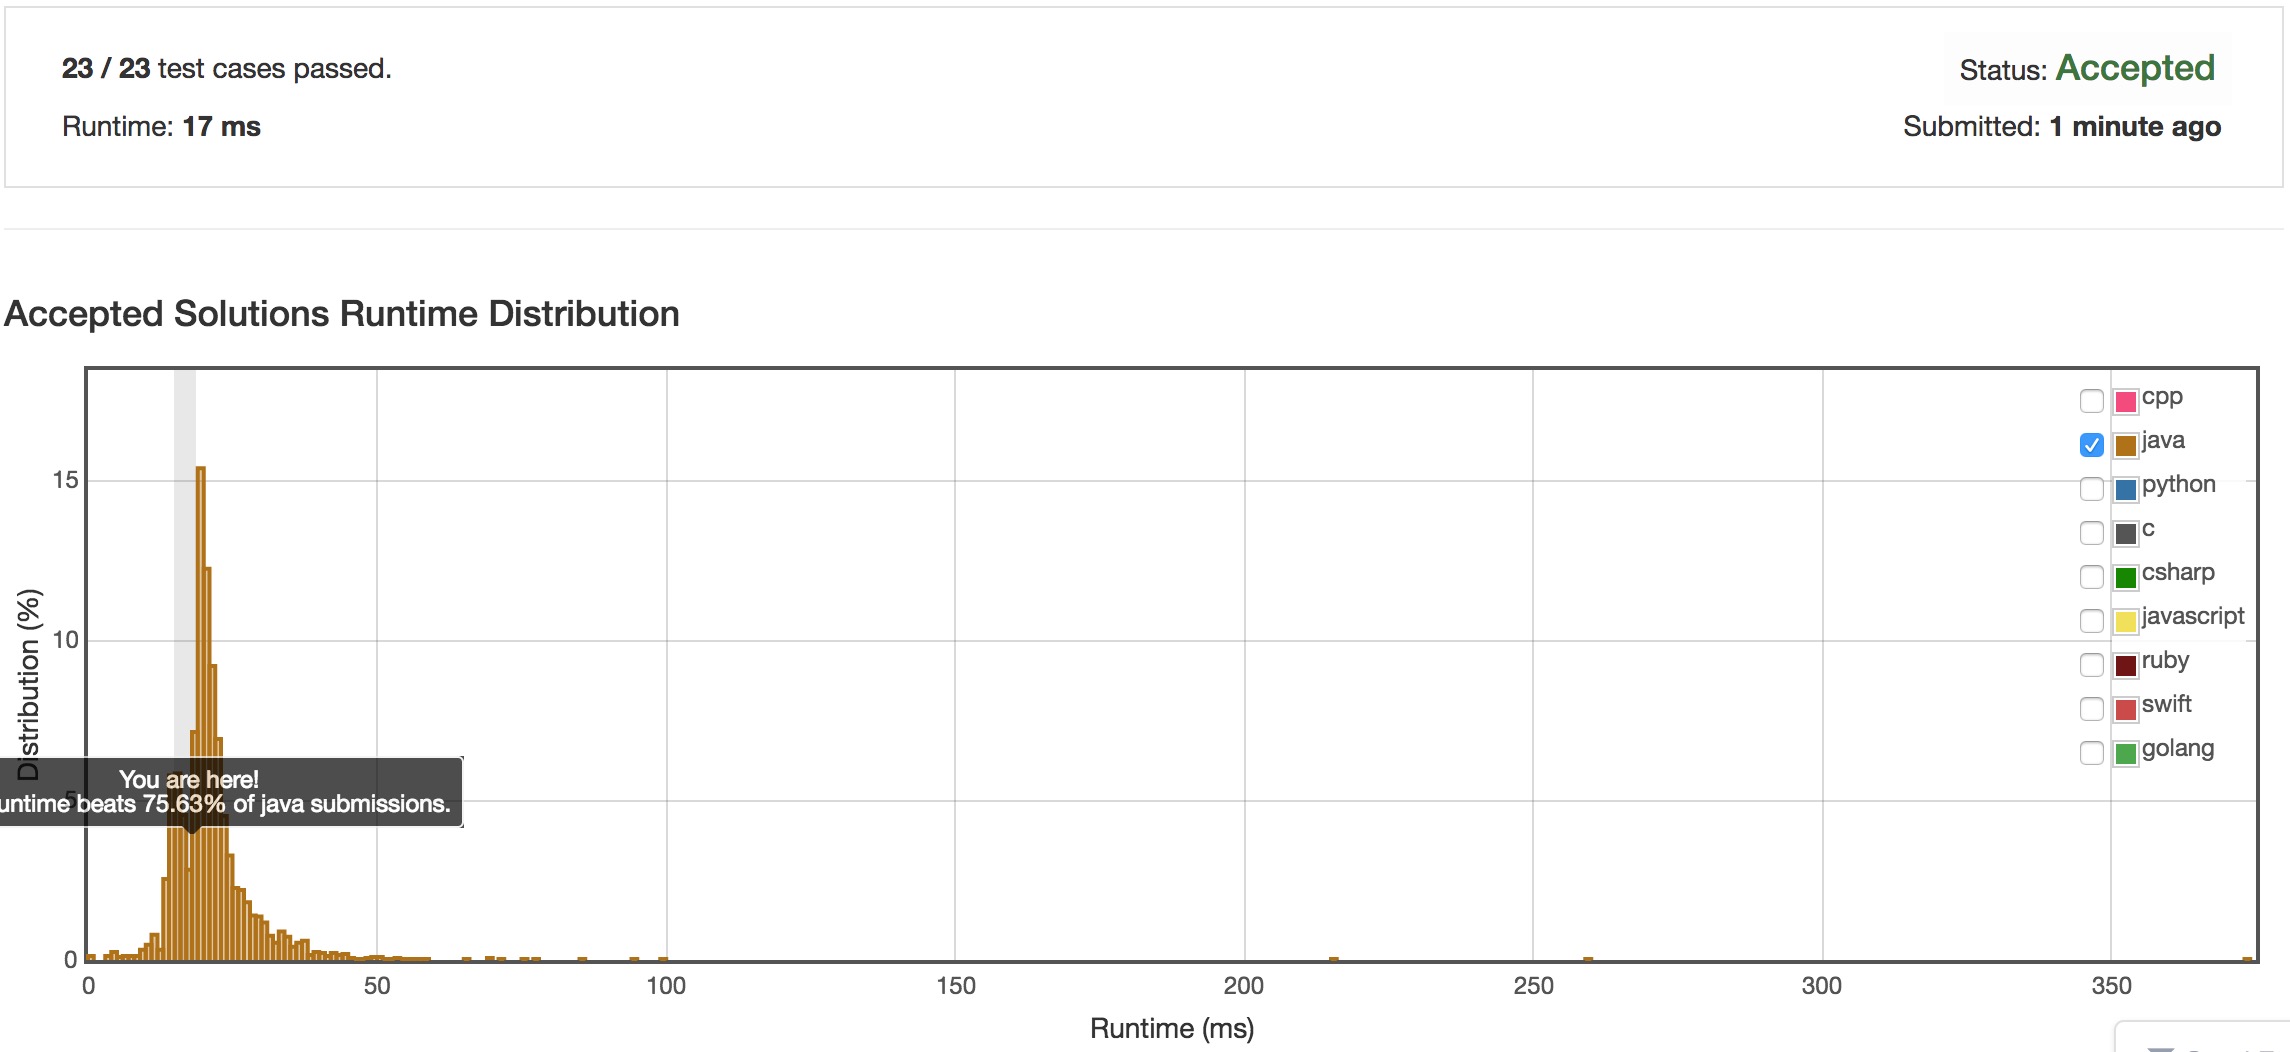 23 / 23 test cases passed.
Status: Accepted
Runtime: 17 ms
Submitted: 1 minute ago
Accepted Solutions Runtime Distribution
cpp
java
python
c
csharp
javascript
ruby
swift
golang
Distribution (%)
15
10
5
0
You are here!
untime beats 75.63% of java submissions.
0 50 100 150 200 250 300 350
Runtime (ms)